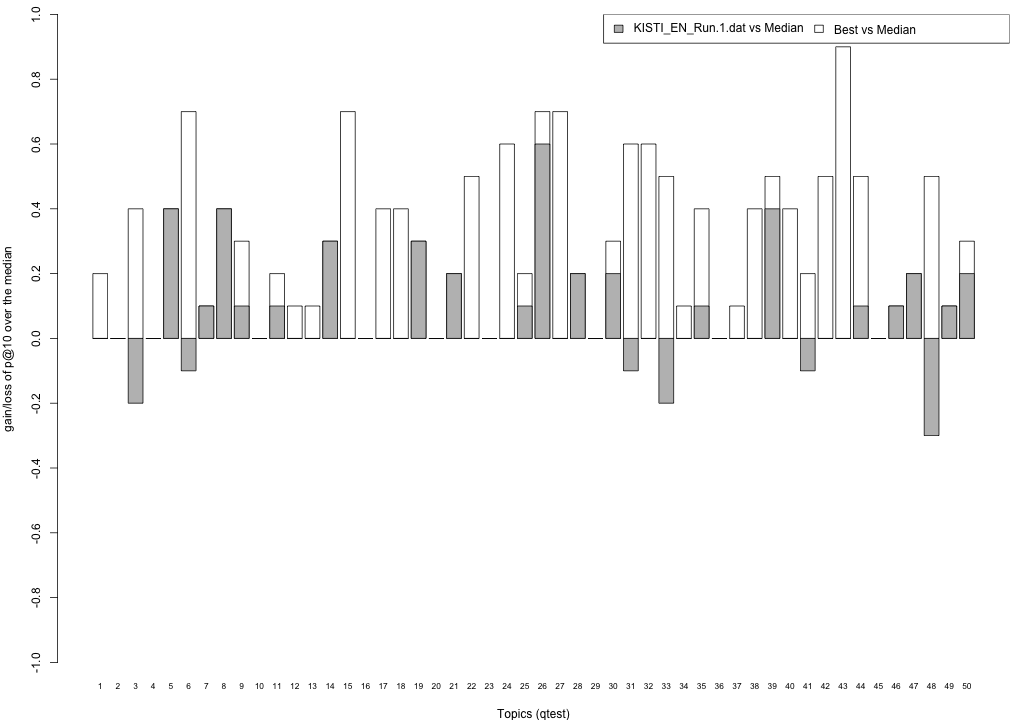 KISTI_EN_Run.1.dat vs Median Best vs Median
gain/loss of p@10 over the median
1.0
0.8
0.6
0.4
0.2
0.0
-0.2
-0.4
-0.6
-0.8
-1.0
1 2 3 4 5 6 7 8 9 10 11 12 13 14 15 16 17 18 19 20 21 22 23 24 25 26 27 28 29 30 31 32 33 34 35 36 37 38 39 40 41 42 43 44 45 46 47 48 49 50
Topics (qtest)